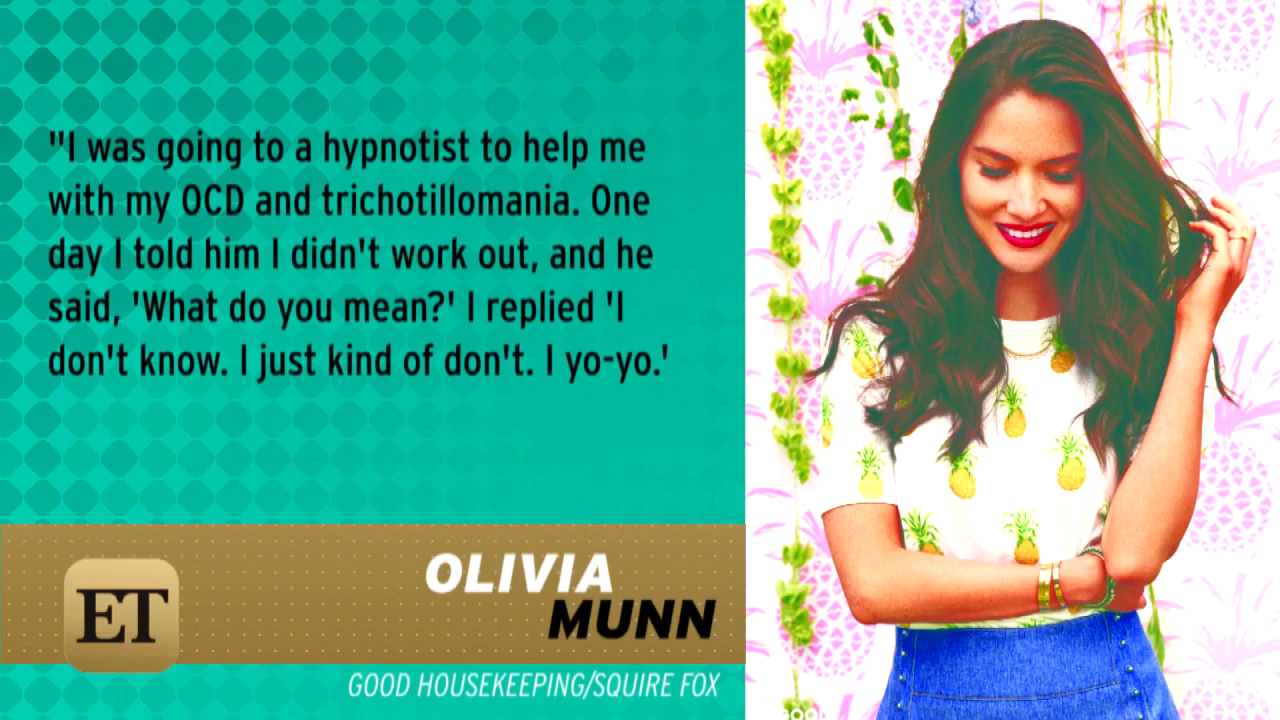 "I was going to a hypnotist to help me
with my OCD and trichotillomania. One
day I told him I didn't work out, and he
said, 'What do you mean?' I replied 'I
don't know. I just kind of don't. I yo-yo.'
OLIVIA
MUNN
ET
GOOD HOUSEKEEPING/SQUIRE FOX